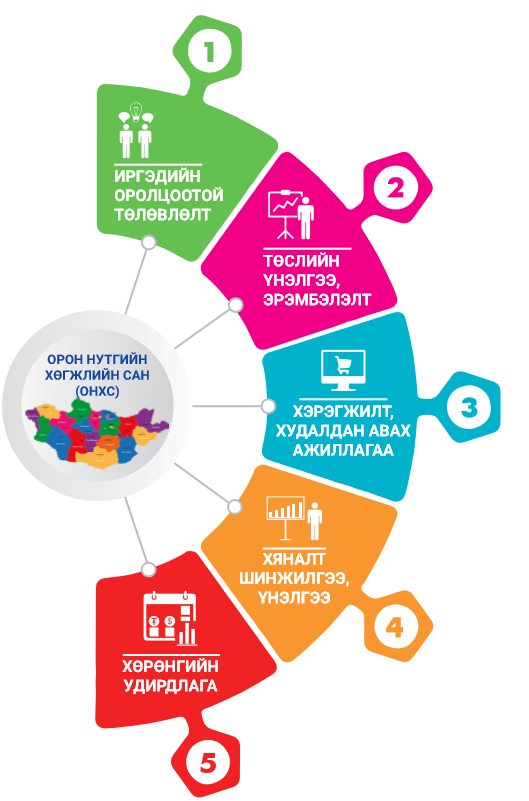 1
ИРГЭДИЙН
ОРОЛЦООТОЙ
ТӨЛӨВЛӨЛТ
2
ТӨСЛИЙН
ҮНЭЛГЭЭ,
ЭРЭМБЭЛЭЛТ
ОРОН НУТГИЙН
ХӨГЖЛИЙН САН
(ОНХС)
3
ХЭРЭГЖИЛТ,
ХУДАЛДАН АВАХ
АЖИЛЛАГАА
4
ХЯНАЛТ
ШИНЖИЛГЭЭ,
ҮНЭЛГЭЭ
T S
ХӨРӨНГИЙН
УДИРДЛАГА
5